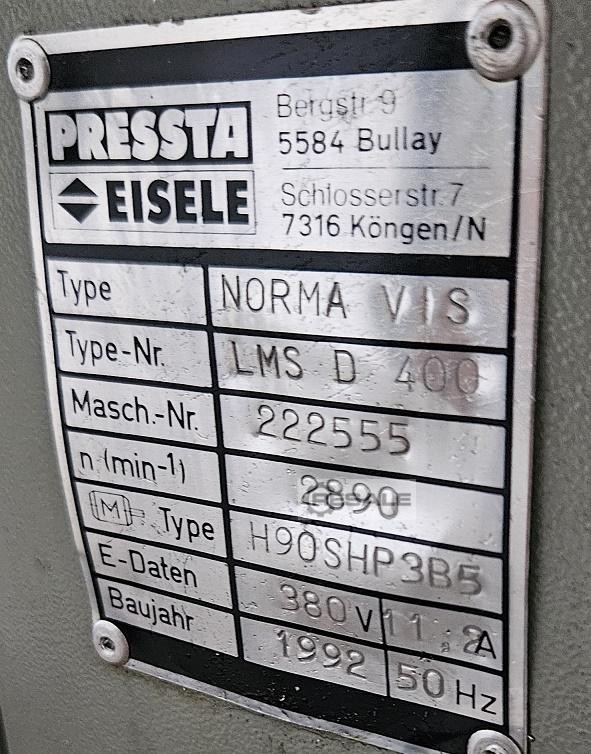 PRESSTA
Bergstr 9
5584 Bullay
EISELE
Schlosserstr. 7
7316 Köngen/N
Type NORMA VIS
Type-Nr. LMS D 400
Masch.-Nr. 222555
n (min-1) 2890
M Type H90SHP3B5
E-Daten 380 V 11.2 A
Baujahr 1992 50 Hz